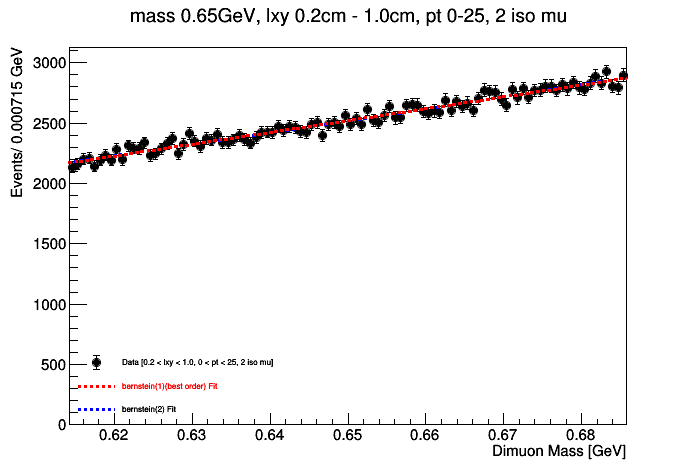 mass 0.65GeV, lxy 0.2cm - 1.0cm, pt 0-25, 2 iso mu
Events/ 0.000715 GeV
3000
2500
2000
1500
1000
500
0
Data [0.2 < lxy < 1.0, 0 < pt < 25, 2 iso mu]
bernstein(1)(best order) Fit
bernstein(2) Fit
0.62 0.63 0.64 0.65 0.66 0.67 0.68
Dimuon Mass [GeV]